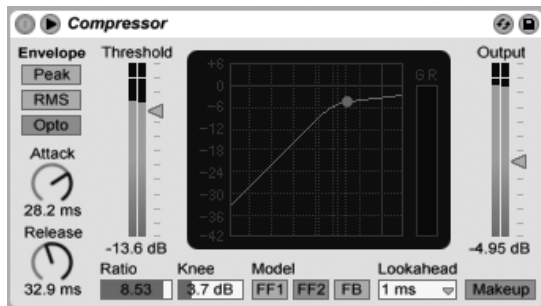 Compressor
Envelope
Peak
RMS
Opto
Attack
28.2 ms
Release
32.9 ms
Threshold
-13.6 dB
+6
0
-6
-12
-18
-24
-30
-36
-42
GR
Output
-4.95 dB
Ratio
8.53
Knee
3.7 dB
Model
FF1 FF2 FB
Lookahead
1 ms
Makeup